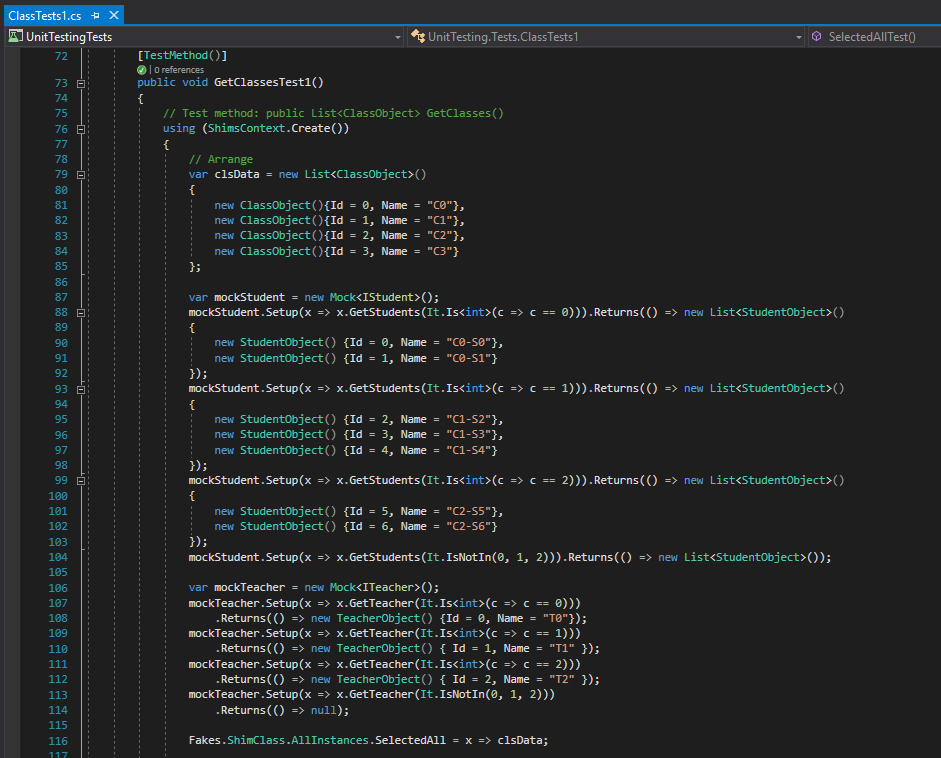 ClassTests1.cs
UnitTestingTests UnitTesting.Tests.ClassTests1 SelectedAllTest()
72 [TestMethod()]
| 0 references
73 public void GetClassesTest1()
74 {
75 // Test method: public List<ClassObject> GetClasses()
76 using (ShimsContext.Create())
77 {
78 // Arrange
79 var clsData = new List<ClassObject>()
80 {
81 new ClassObject(){Id = 0, Name = "C0"},
82 new ClassObject(){Id = 1, Name = "C1"},
83 new ClassObject(){Id = 2, Name = "C2"},
84 new ClassObject(){Id = 3, Name = "C3"}
85 };
86
87 var mockStudent = new Mock<IStudent>();
88 mockStudent.Setup(x => x.GetStudents(It.Is<int>(c => c == 0))).Returns(() => new List<StudentObject>()
89 {
90 new StudentObject() {Id = 0, Name = "C0-S0"},
91 new StudentObject() {Id = 1, Name = "C0-S1"}
92 });
93 mockStudent.Setup(x => x.GetStudents(It.Is<int>(c => c == 1))).Returns(() => new List<StudentObject>()
94 {
95 new StudentObject() {Id = 2, Name = "C1-S2"},
96 new StudentObject() {Id = 3, Name = "C1-S3"},
97 new StudentObject() {Id = 4, Name = "C1-S4"}
98 });
99 mockStudent.Setup(x => x.GetStudents(It.Is<int>(c => c == 2))).Returns(() => new List<StudentObject>()
100 {
101 new StudentObject() {Id = 5, Name = "C2-S5"},
102 new StudentObject() {Id = 6, Name = "C2-S6"}
103 });
104 mockStudent.Setup(x => x.GetStudents(It.IsNotIn(0, 1, 2))).Returns(() => new List<StudentObject>());
105
106 var mockTeacher = new Mock<ITeacher>();
107 mockTeacher.Setup(x => x.GetTeacher(It.Is<int>(c => c == 0)))
108 .Returns(() => new TeacherObject() {Id = 0, Name = "T0"});
109 mockTeacher.Setup(x => x.GetTeacher(It.Is<int>(c => c == 1)))
110 .Returns(() => new TeacherObject() { Id = 1, Name = "T1" });
111 mockTeacher.Setup(x => x.GetTeacher(It.Is<int>(c => c == 2)))
112 .Returns(() => new TeacherObject() { Id = 2, Name = "T2" });
113 mockTeacher.Setup(x => x.GetTeacher(It.IsNotIn(0, 1, 2)))
114 .Returns(() => null);
115
116 Fakes.ShimClass.AllInstances.SelectedAll = x => clsData;
117